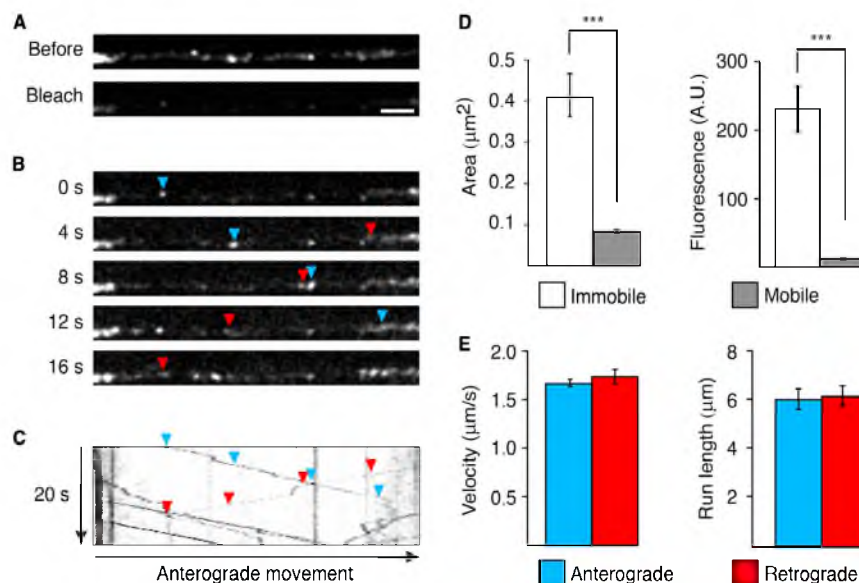 A
Before
Bleach
B
0 s
4 s
8 s
12 s
16 s
C
20 s
Anterograde movement
D
***
0.5
0.4
0.3
0.2
0.1
Area (μm2)
***
300
200
100
Fluorescence (A.U.)
Immobile
Mobile
E
2.0
1.5
1.0
0.5
Velocity (μm/s)
8
6
4
2
Run length (μm)
Anterograde
Retrograde